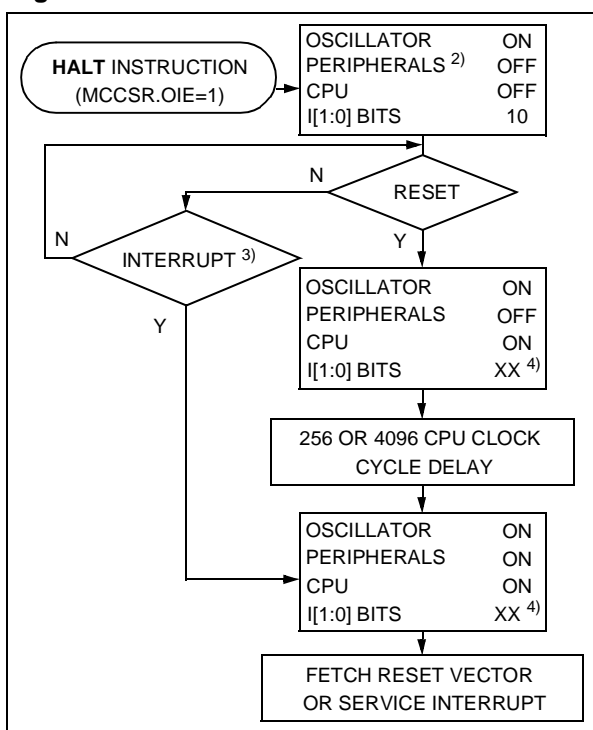 HALT INSTRUCTION
(MCCSR.OIE=1)
OSCILLATOR ON
PERIPHERALS 2) OFF
CPU OFF
I[1:0] BITS 10
N
RESET
N
INTERRUPT 3)
Y
Y
OSCILLATOR ON
PERIPHERALS OFF
CPU ON
I[1:0] BITS XX 4)
256 OR 4096 CPU CLOCK
CYCLE DELAY
OSCILLATOR ON
PERIPHERALS ON
CPU ON
I[1:0] BITS XX 4)
FETCH RESET VECTOR
OR SERVICE INTERRUPT